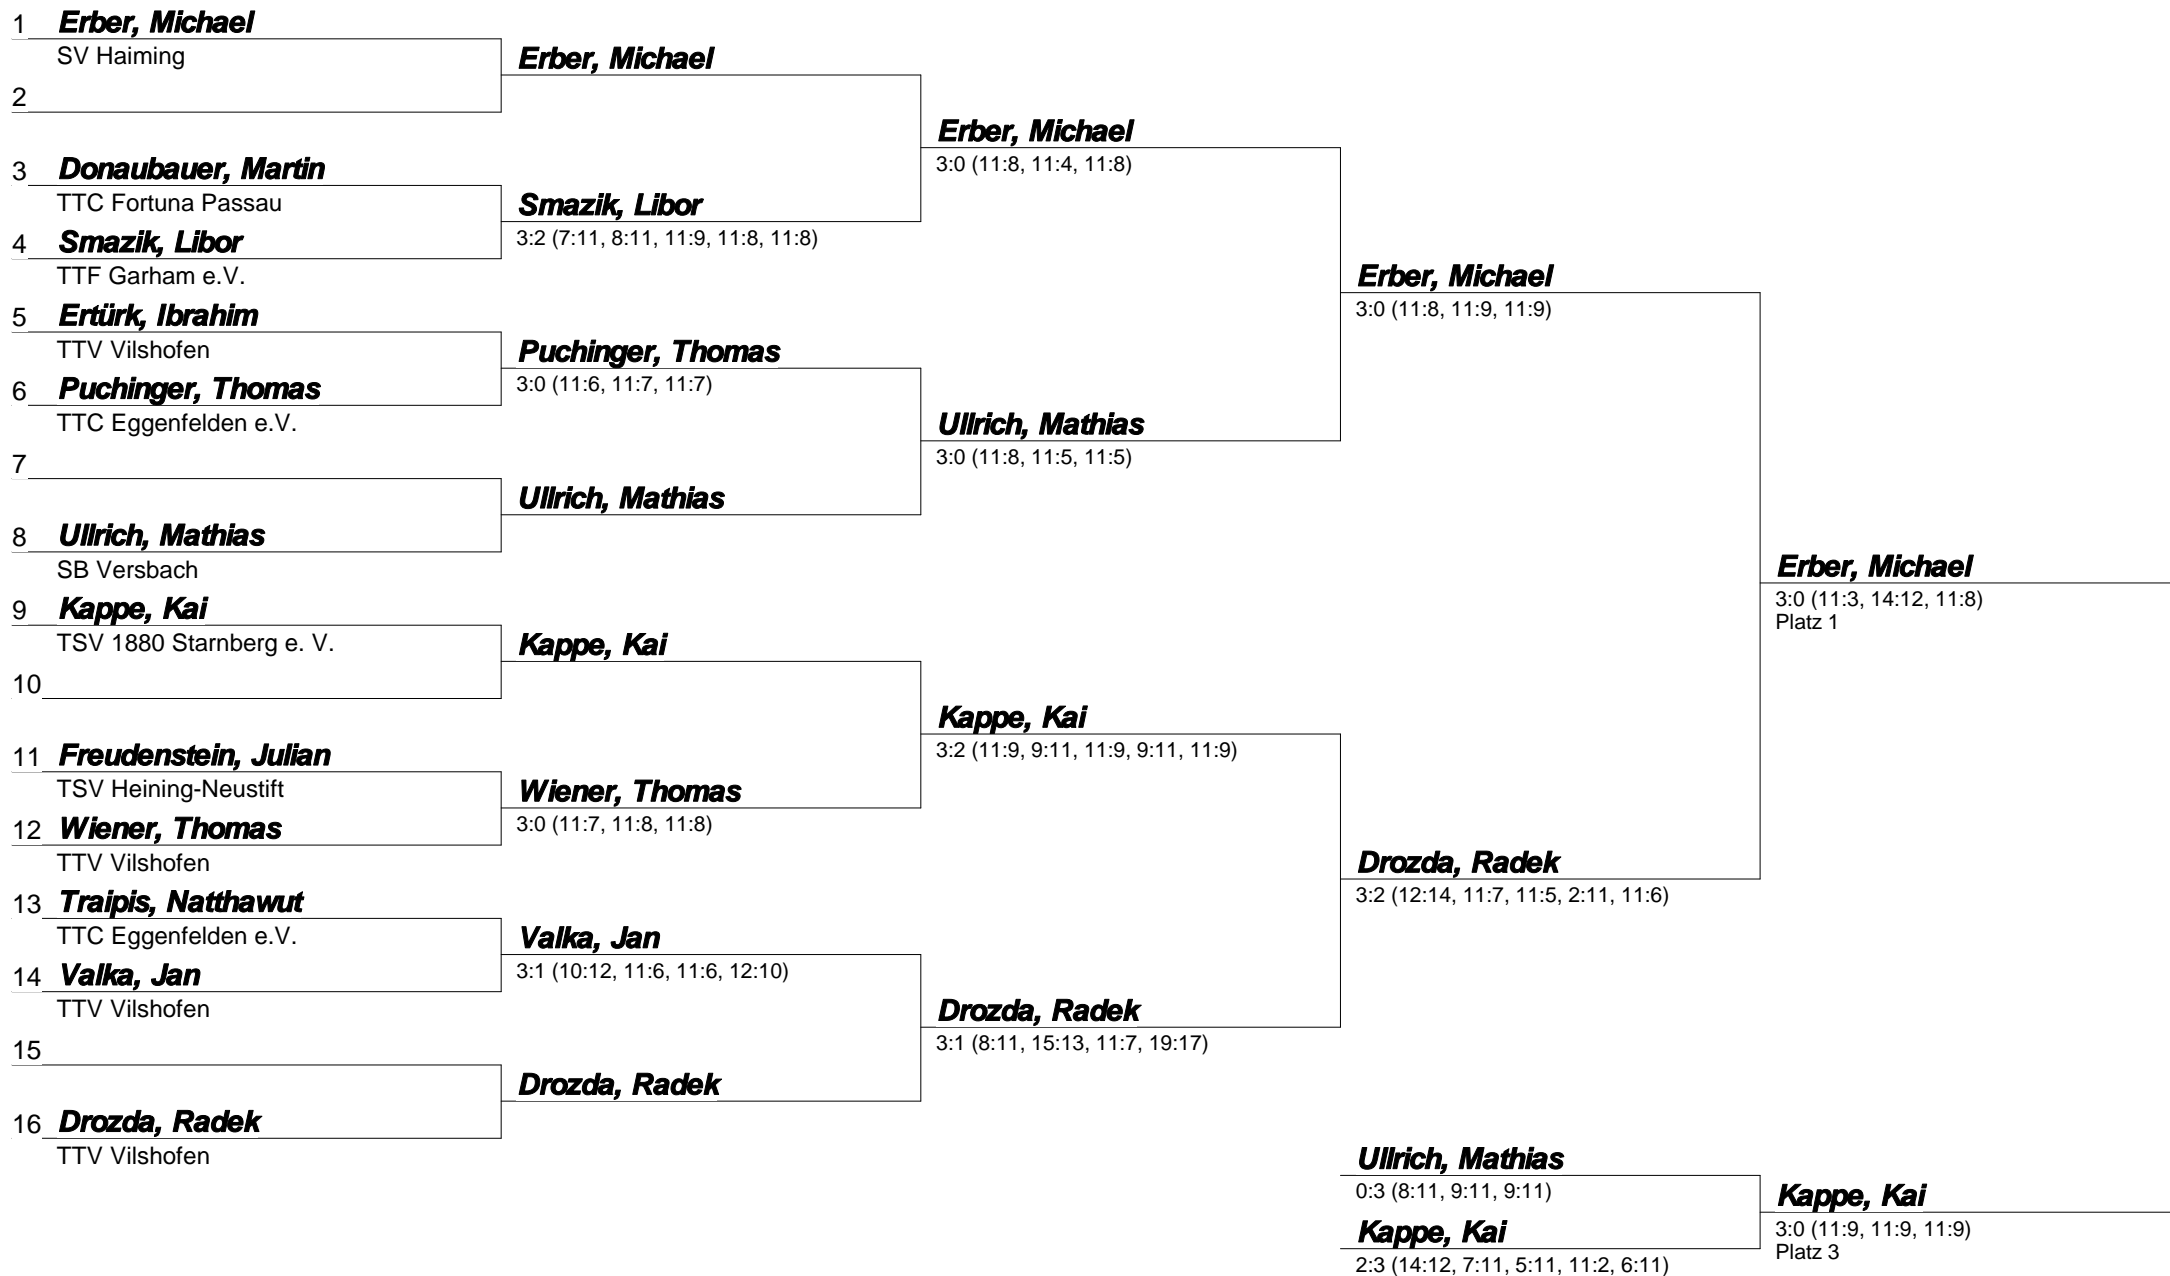 1 Erber, Michael
SV Haiming
2
3 Donaubauer, Martin
TTC Fortuna Passau
4 Smazik, Libor
TTF Garham e.V.
5 Ertürk, Ibrahim
TTV Vilshofen
6 Puchinger, Thomas
TTC Eggenfelden e.V.
7
8 Ullrich, Mathias
SB Versbach
9 Kappe, Kai
TSV 1880 Starnberg e. V.
10
11 Freudenstein, Julian
TSV Heining-Neustift
12 Wiener, Thomas
TTV Vilshofen
13 Traipis, Natthawut
TTC Eggenfelden e.V.
14 Valka, Jan
TTV Vilshofen
15
16 Drozda, Radek
TTV Vilshofen
Erber, Michael
Smazik, Libor
3:2 (7:11, 8:11, 11:9, 11:8, 11:8)
Puchinger, Thomas
3:0 (11:6, 11:7, 11:7)
Ullrich, Mathias
Kappe, Kai
Wiener, Thomas
3:0 (11:7, 11:8, 11:8)
Valka, Jan
3:1 (10:12, 11:6, 11:6, 12:10)
Drozda, Radek
Erber, Michael
3:0 (11:8, 11:4, 11:8)
Ullrich, Mathias
3:0 (11:8, 11:5, 11:5)
Kappe, Kai
3:2 (11:9, 9:11, 11:9, 9:11, 11:9)
Drozda, Radek
3:1 (8:11, 15:13, 11:7, 19:17)
Erber, Michael
3:0 (11:8, 11:9, 11:9)
Drozda, Radek
3:2 (12:14, 11:7, 11:5, 2:11, 11:6)
Erber, Michael
3:0 (11:3, 14:12, 11:8)
Platz 1
Ullrich, Mathias
0:3 (8:11, 9:11, 9:11)
Kappe, Kai
2:3 (14:12, 7:11, 5:11, 11:2, 6:11)
Kappe, Kai
3:0 (11:9, 11:9, 11:9)
Platz 3